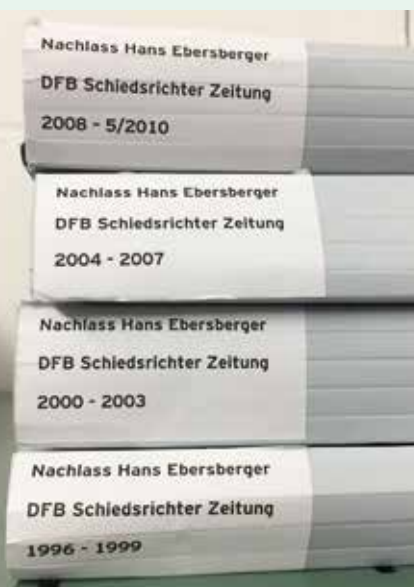 Nachlass Hans Ebersberger
DFB Schiedsrichter Zeitung
2008 - 5/2010
Nachlass Hans Ebersberger
DFB Schiedsrichter Zeitung
2004 - 2007
Nachlass Hans Ebersberger
DFB Schiedsrichter Zeitung
2000 - 2003
Nachlass Hans Ebersberger
DFB Schiedsrichter Zeitung
1996 - 1999